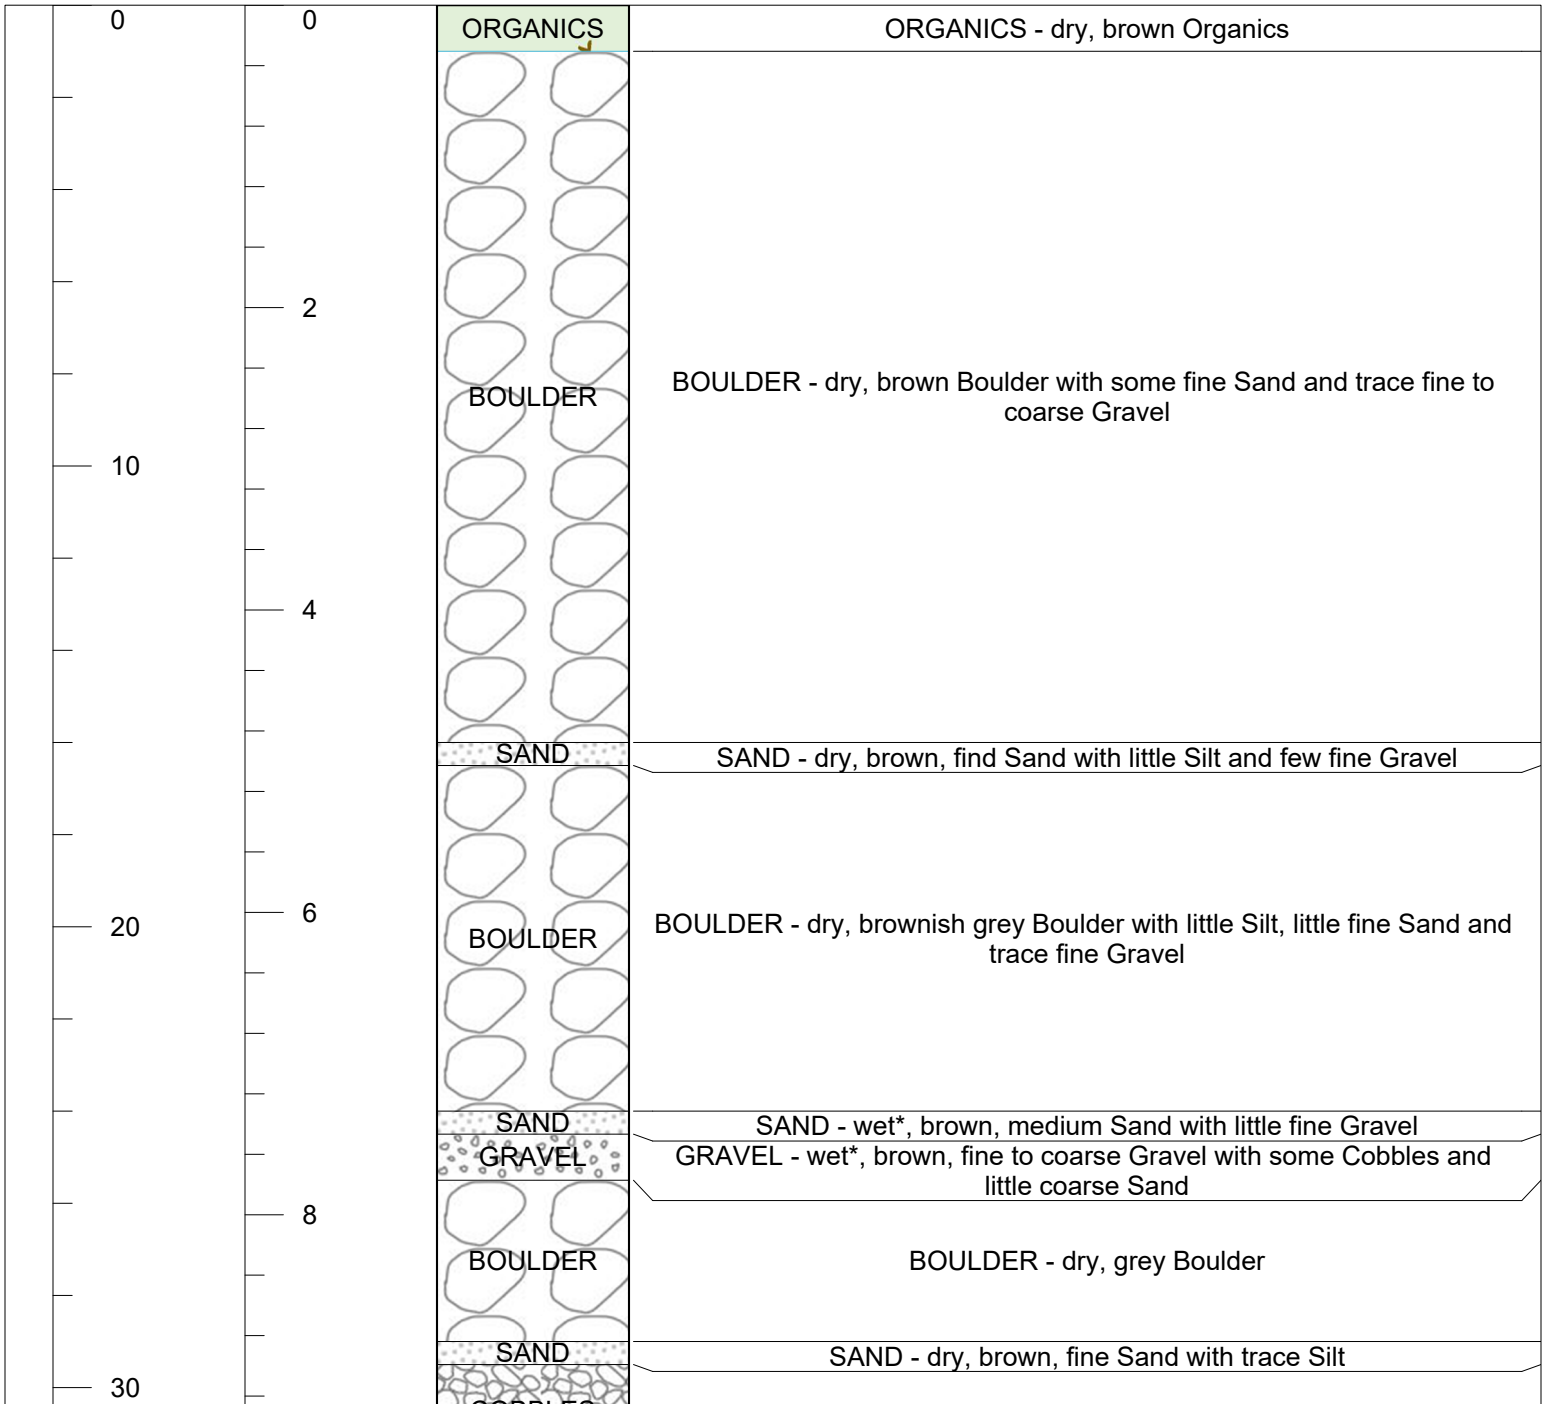 0
0
ORGANICS
ORGANICS - dry, brown Organics
2
BOULDER
BOULDER - dry, brown Boulder with some fine Sand and trace fine to
coarse Gravel
10
4
SAND
SAND - dry, brown, find Sand with little Silt and few fine Gravel
6
20
BOULDER
BOULDER - dry, brownish grey Boulder with little Silt, little fine Sand and
trace fine Gravel
SAND
SAND - wet*, brown, medium Sand with little fine Gravel
GRAVEL
GRAVEL - wet*, brown, fine to coarse Gravel with some Cobbles and
little coarse Sand
8
BOULDER
BOULDER - dry, grey Boulder
SAND
SAND - dry, brown, fine Sand with trace Silt
30
COBBLES